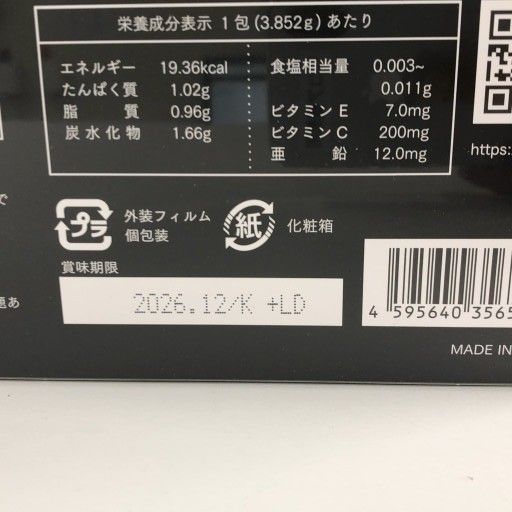 栄養成分表示 1包(3.852g)あたり
エネルギー 19.36kcal
たんぱく質 1.02g
脂質 0.96g
炭水化物 1.66g
食塩相当量 0.003~
0.011g
ビタミンE 7.0mg
ビタミンC 200mg
亜鉛 12.0mg
https:
で
プラ
外装フィルム
個包装
紙
化粧箱
賞味期限
2026.12/K +LD
あ
4 595640 3565
MADE IN